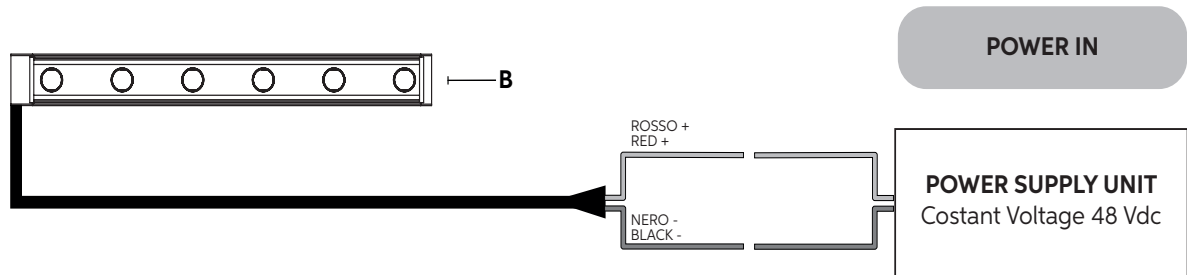 POWER IN
B
ROSSO +
RED +
POWER SUPPLY UNIT
Costant Voltage 48 Vdc
NERO -
BLACK -